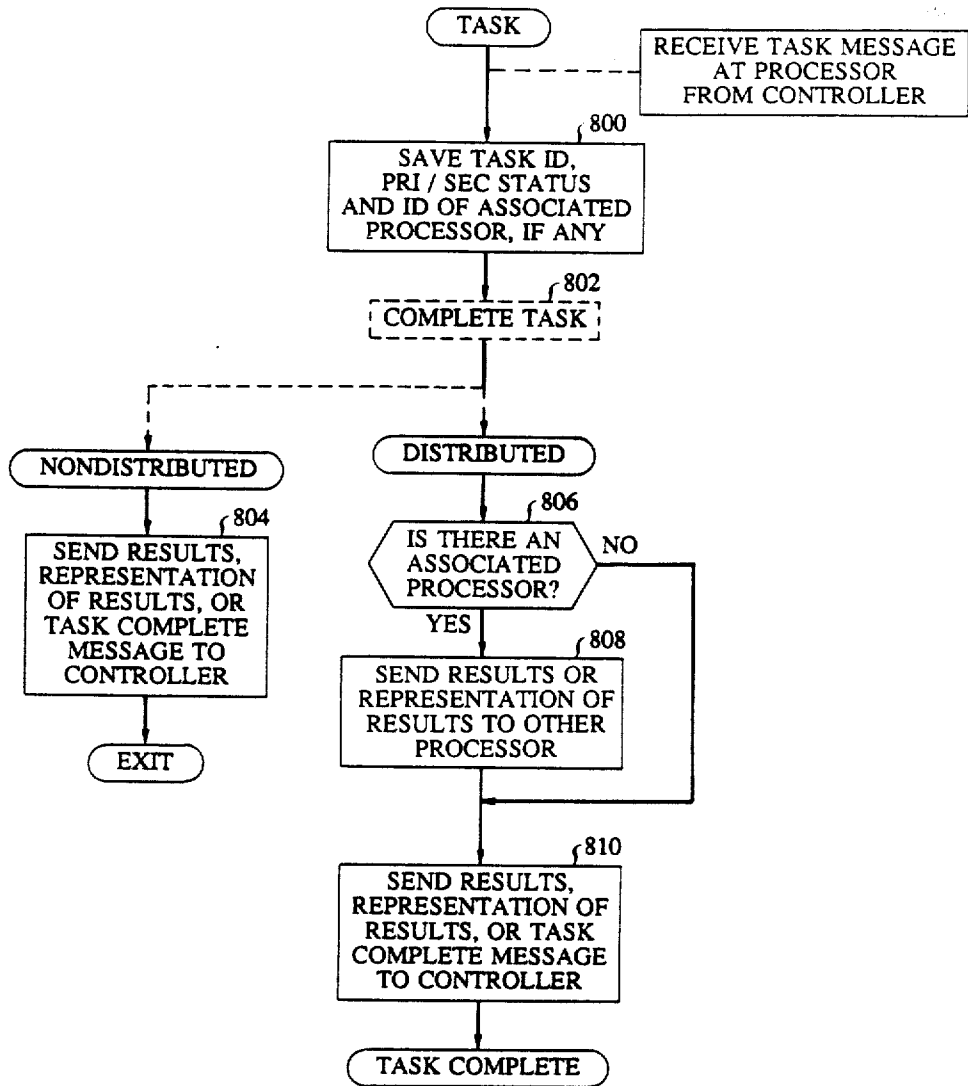 TASK
RECEIVE TASK MESSAGE
AT PROCESSOR
FROM CONTROLLER
800
SAVE TASK ID,
PRI / SEC STATUS
AND ID OF ASSOCIATED
PROCESSOR, IF ANY
802
COMPLETE TASK
NONDISTRIBUTED
804
SEND RESULTS,
REPRESENTATION
OF RESULTS, OR
TASK COMPLETE
MESSAGE TO
CONTROLLER
EXIT
DISTRIBUTED
806
IS THERE AN
ASSOCIATED
PROCESSOR?
NO
YES
808
SEND RESULTS OR
REPRESENTATION OF
RESULTS TO OTHER
PROCESSOR
810
SEND RESULTS,
REPRESENTATION OF
RESULTS, OR TASK
COMPLETE MESSAGE
TO CONTROLLER
TASK COMPLETE